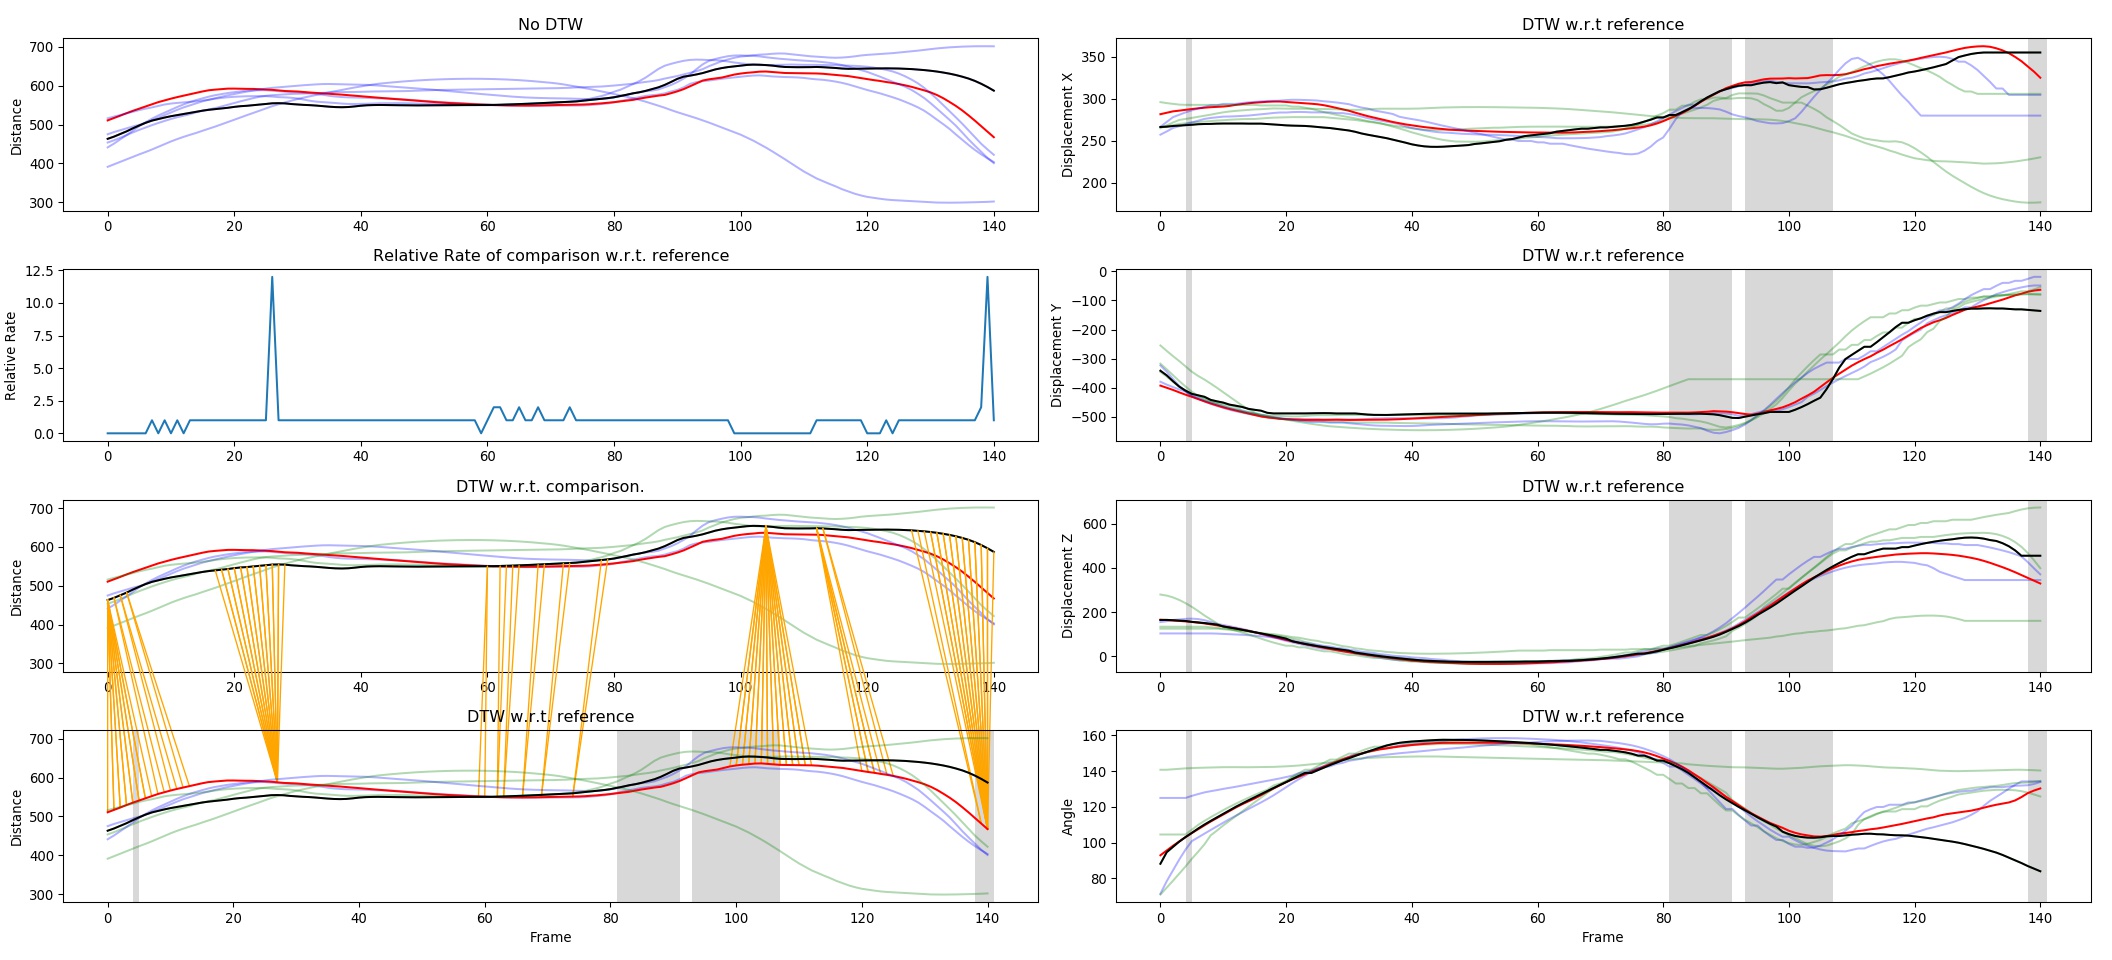 No DTW
700
600
500
400
300
Distance
0 20 40 60 80 100 120 140
Relative Rate of comparison w.r.t. reference
12.5
10.0
7.5
5.0
2.5
0.0
Relative Rate
0 20 40 60 80 100 120 140
DTW w.r.t. comparison.
700
600
500
400
300
Distance
0 20 40 60 80 100 120 140
DTW w.r.t. reference
700
600
500
400
300
Distance
0 20 40 60 80 100 120 140
Frame
DTW w.r.t reference
350
300
250
200
Displacement X
0 20 40 60 80 100 120 140
DTW w.r.t reference
0
−100
−200
−300
−400
−500
Displacement Y
0 20 40 60 80 100 120 140
DTW w.r.t reference
600
400
200
0
Displacement Z
0 20 40 60 80 100 120 140
DTW w.r.t reference
160
140
120
100
80
Angle
0 20 40 60 80 100 120 140
Frame